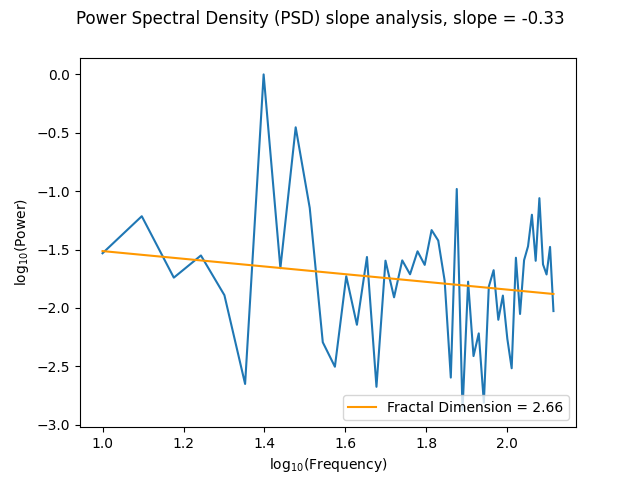 Power Spectral Density (PSD) slope analysis, slope = -0.33
0.0
−0.5
−1.0
−1.5
−2.0
−2.5
−3.0
log₁₀(Power)
Fractal Dimension = 2.66
1.0 1.2 1.4 1.6 1.8 2.0
log₁₀(Frequency)